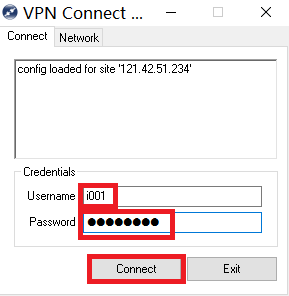 VPN Connect ...
Connect Network
config loaded for site '121.42.51.234'
Credentials
Username i001
Password ●●●●●●●●
Connect Exit